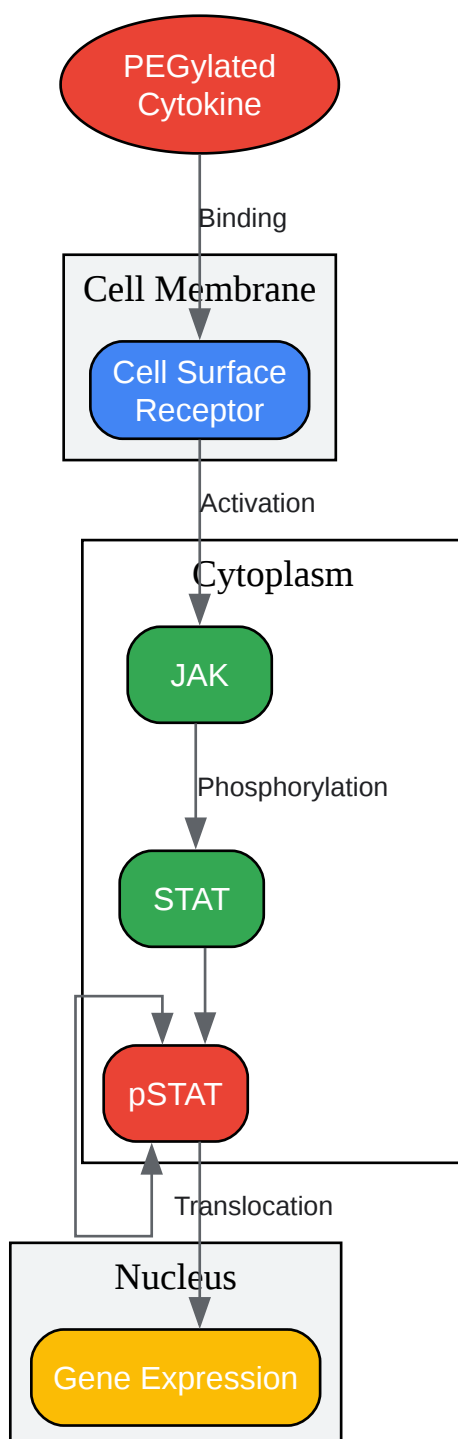 PEGylated
Cytokine
Binding
Cell Membrane
Cell Surface
Receptor
Activation
Cytoplasm
JAK
Phosphorylation
STAT
pSTAT
Translocation
Nucleus
Gene Expression